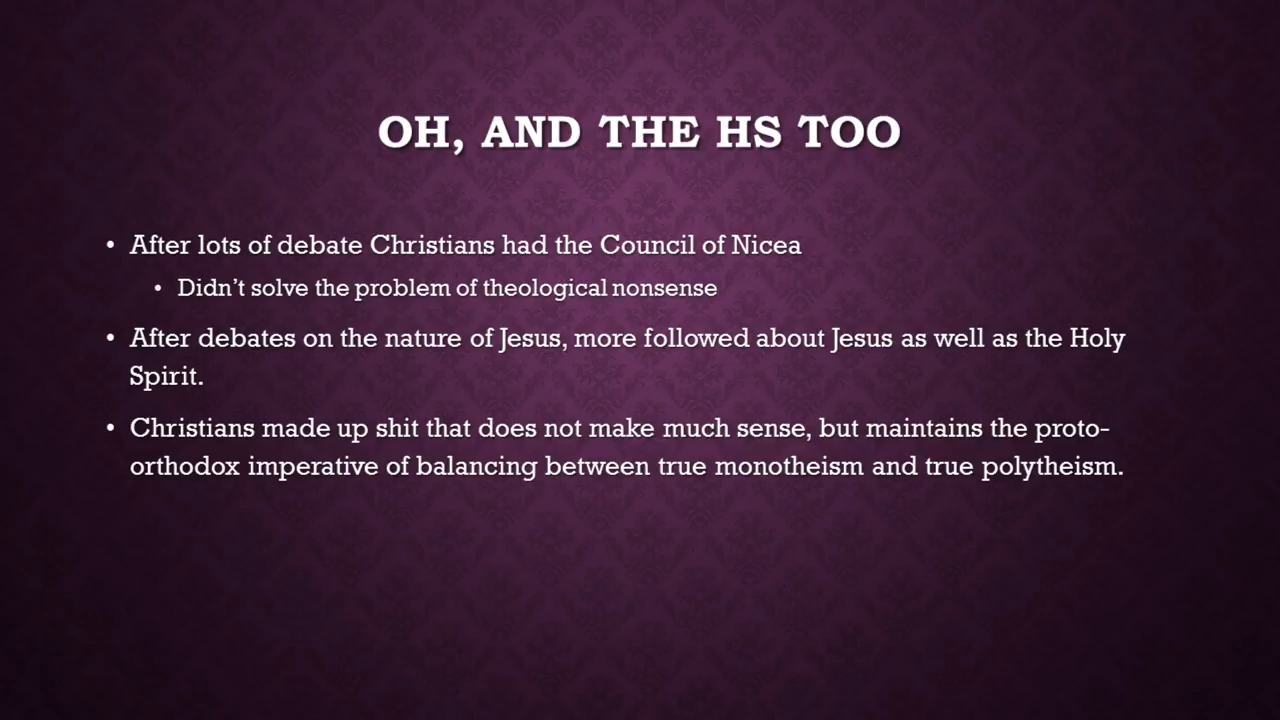 OH, AND THE HS TOO
• After lots of debate Christians had the Council of Nicea
• Didn't solve the problem of theological nonsense
• After debates on the nature of Jesus, more followed about Jesus as well as the Holy
Spirit.
• Christians made up shit that does not make much sense, but maintains the proto-
orthodox imperative of balancing between true monotheism and true polytheism.